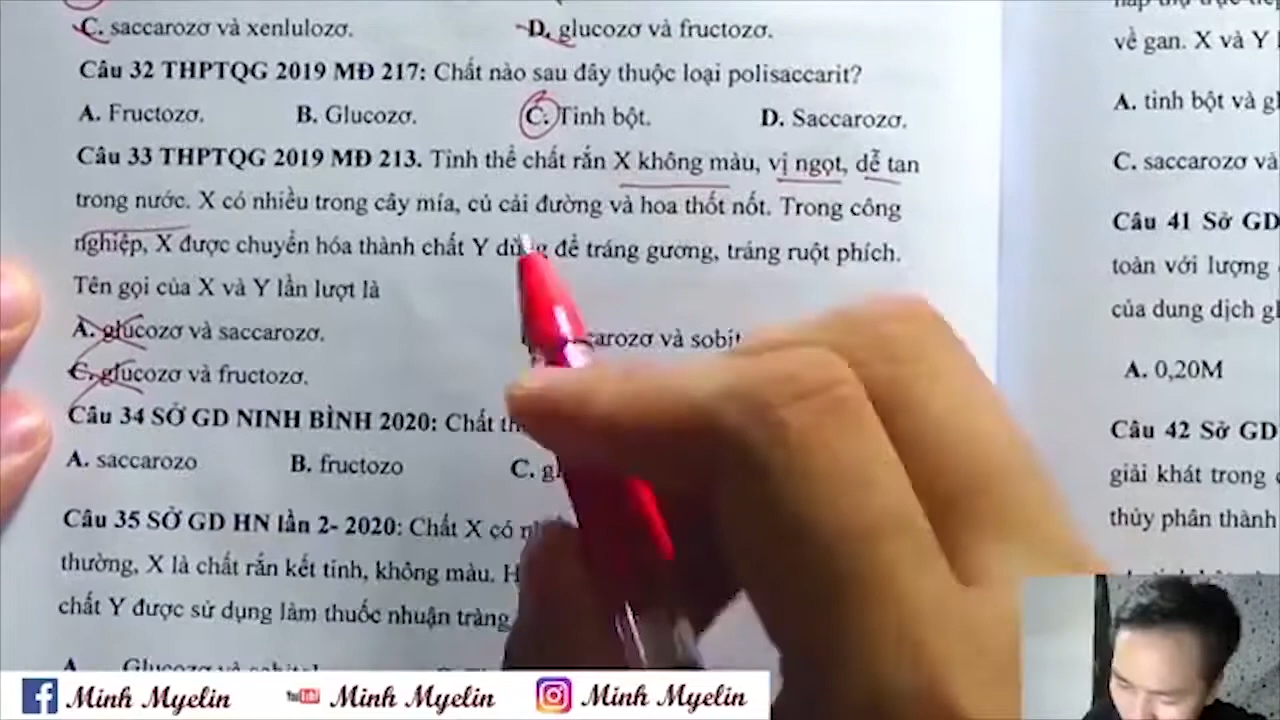 C. saccarozơ và xenlulozơ. D. glucozơ và fructozơ.
Câu 32 THPTQG 2019 MĐ 217: Chất nào sau đây thuộc loại polisaccarit?
A. Fructozơ. B. Glucozơ. C. Tinh bột. D. Saccarozơ.
Câu 33 THPTQG 2019 MĐ 213. Tinh thể chất rắn X không màu, vị ngọt, dễ tan
trong nước. X có nhiều trong cây mía, củ cải đường và hoa thốt nốt. Trong công
nghiệp, X được chuyển hóa thành chất Y dùng để tráng gương, tráng ruột phích.
Tên gọi của X và Y lần lượt là
A. glucozơ và saccarozơ. carozơ và sobit
C. glucozơ và fructozơ.
Câu 34 SỞ GD NINH BÌNH 2020: Chất th
A. saccarozo B. fructozo C. gl
Câu 35 SỞ GD HN lần 2- 2020: Chất X có
thường, X là chất rắn kết tinh, không màu. H
chất Y được sử dụng làm thuốc nhuận tràng
về gan. X và Y
A. tinh bột và gl
C. saccarozơ và
Câu 41 Sở GD
toàn với lượng
của dung dịch gl
A. 0,20M
Câu 42 Sở GD
giải khát trong
thủy phân thành
Minh Myelin YouTube Minh Myelin Minh Myelin